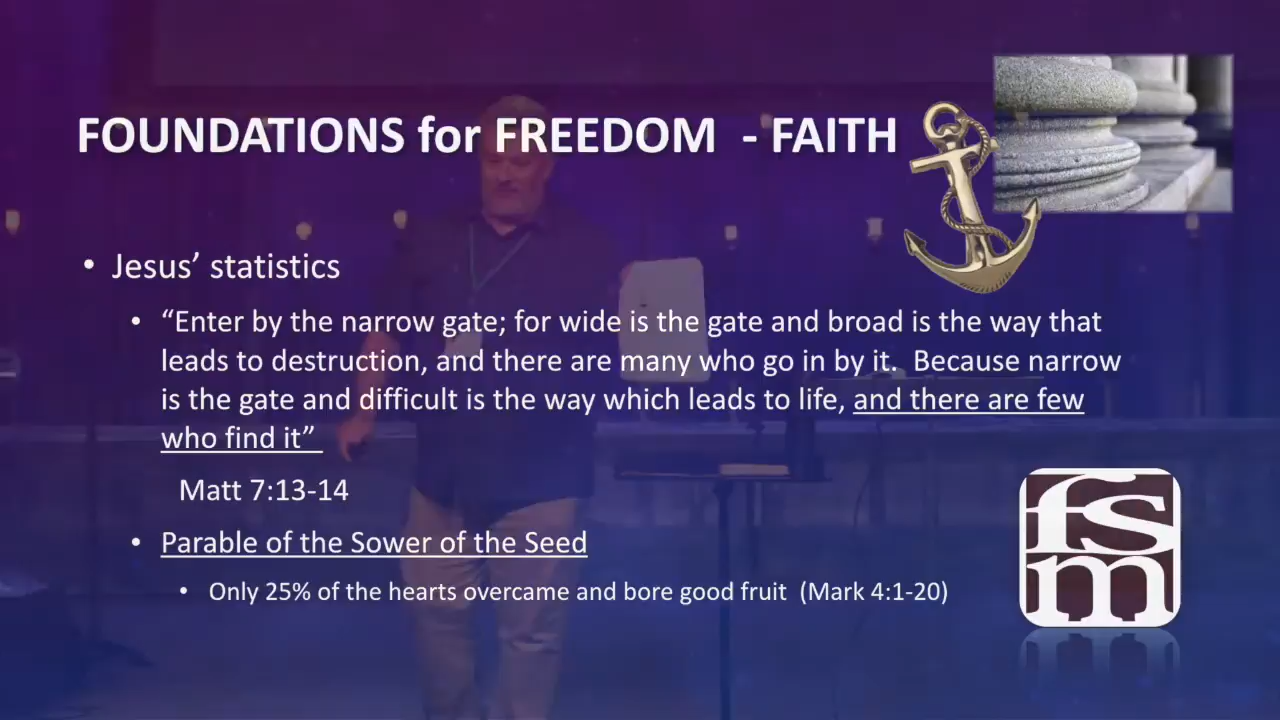 FOUNDATIONS for FREEDOM - FAITH
• Jesus’ statistics
• “Enter by the narrow gate; for wide is the gate and broad is the way that
leads to destruction, and there are many who go in by it. Because narrow
is the gate and difficult is the way which leads to life, and there are few
who find it”
Matt 7:13-14
• Parable of the Sower of the Seed
• Only 25% of the hearts overcame and bore good fruit (Mark 4:1-20)
fs
m